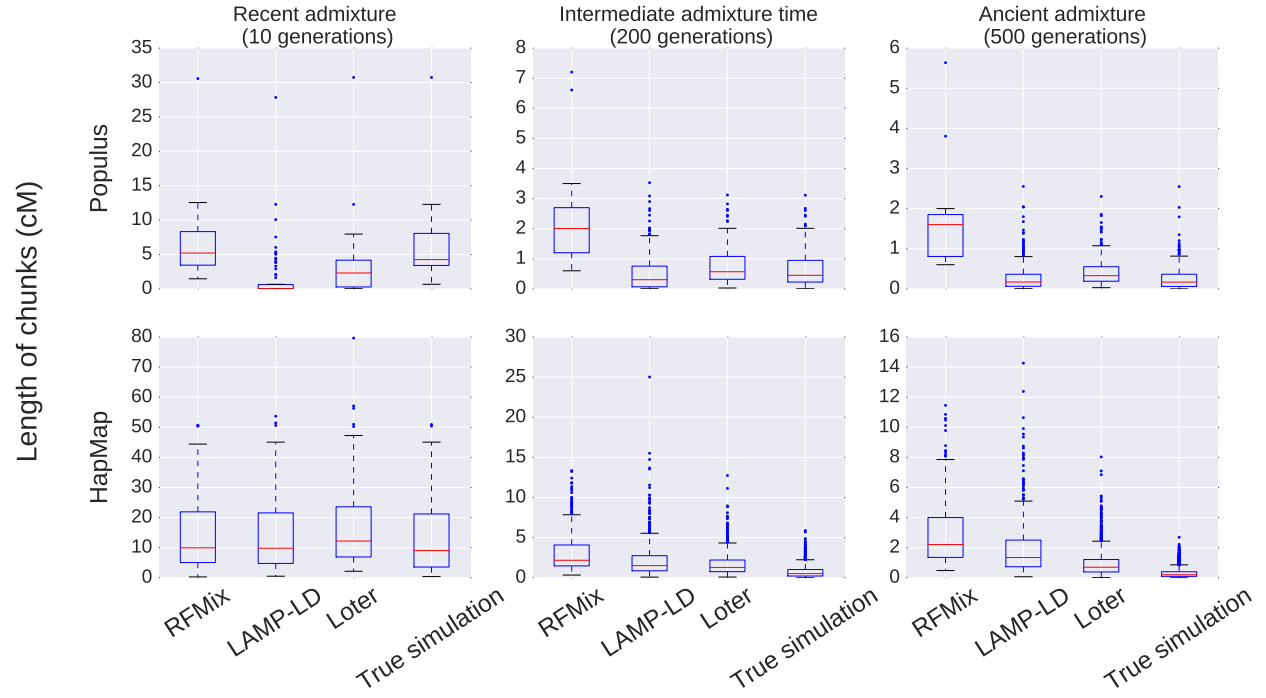 Recent admixture
(10 generations)
Intermediate admixture time
(200 generations)
Ancient admixture
(500 generations)
Length of chunks (cM)
Populus
35
30
25
20
15
10
5
0
8
7
6
5
4
3
2
1
0
6
5
4
3
2
1
0
HapMap
80
70
60
50
40
30
20
10
0
30
25
20
15
10
5
0
16
14
12
10
8
6
4
2
0
RFMix
LAMP-LD
Loter
True simulation
RFMix
LAMP-LD
Loter
True simulation
RFMix
LAMP-LD
Loter
True simulation